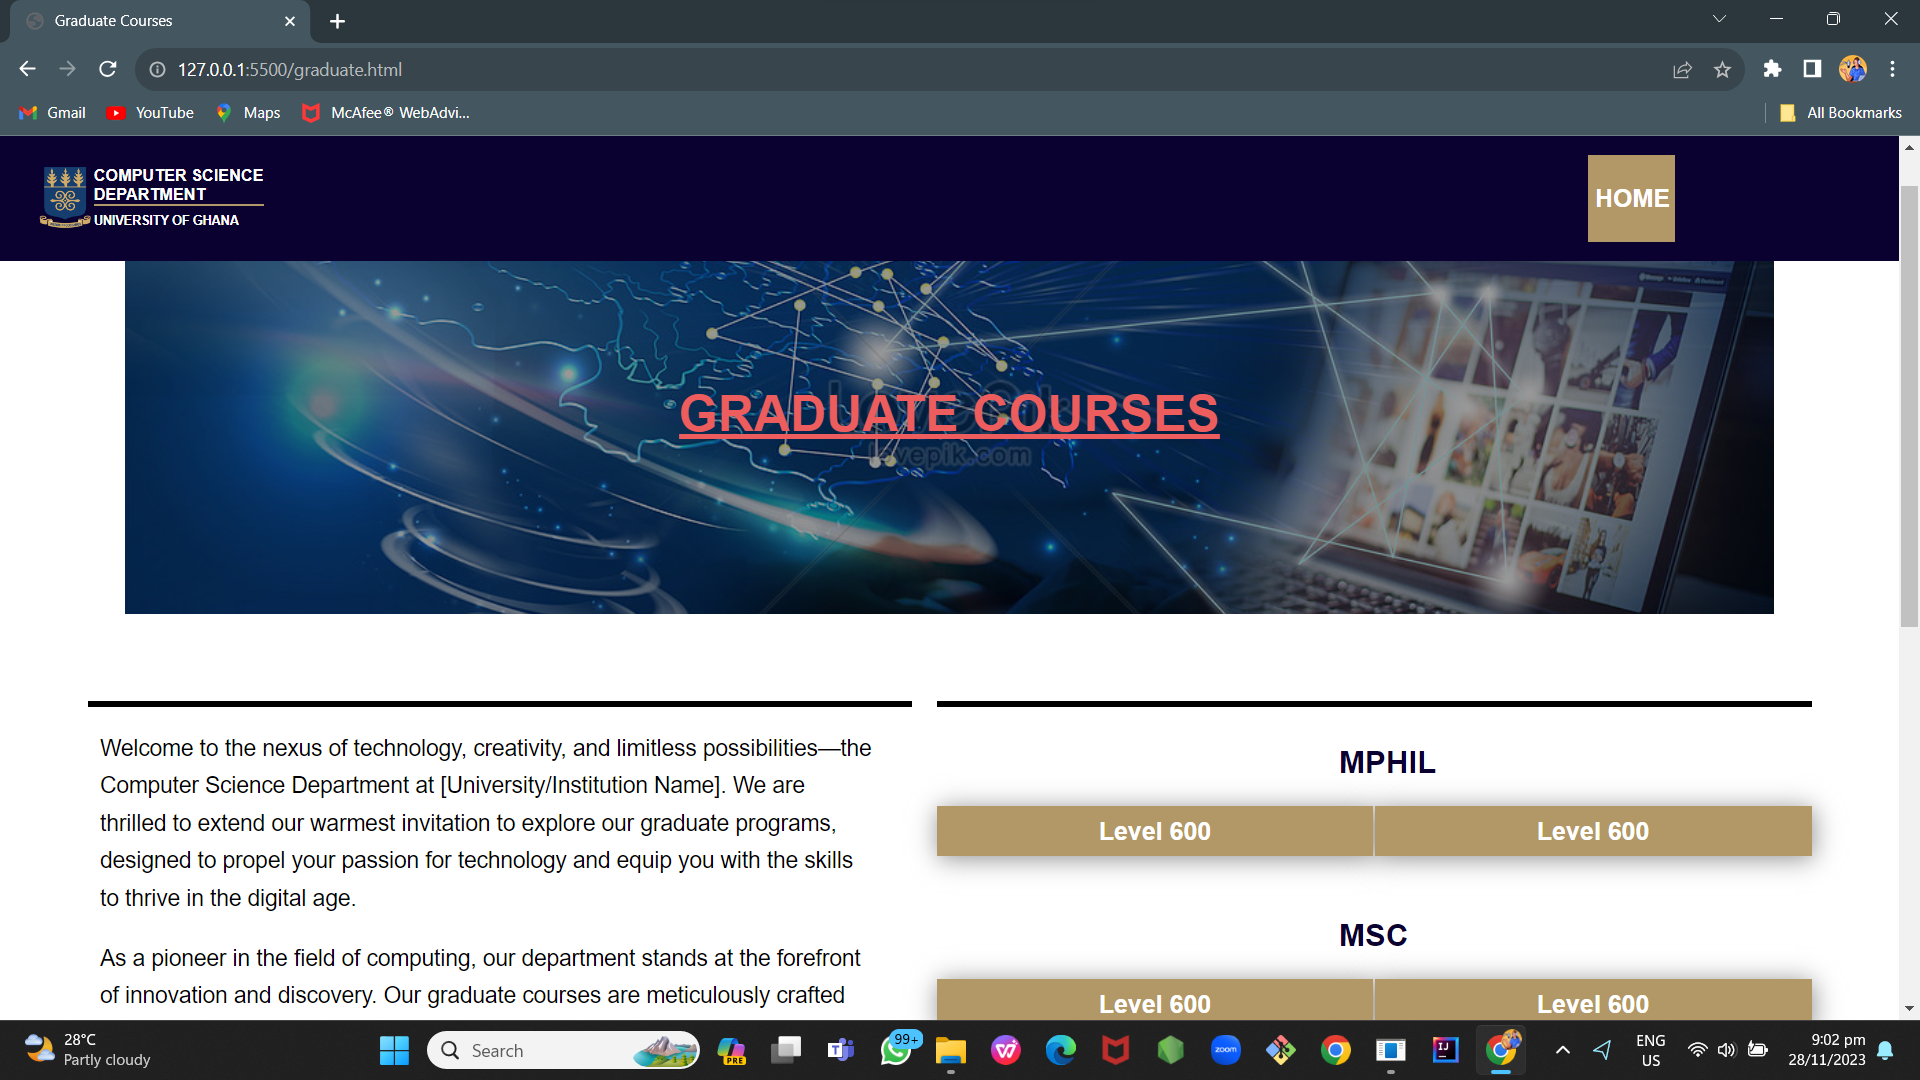 Graduate Courses
127.0.0.1:5500/graduate.html
Gmail YouTube Maps McAfee® WebAdvi... All Bookmarks
COMPUTER SCIENCE
DEPARTMENT
UNIVERSITY OF GHANA
HOME
GRADUATE COURSES
Welcome to the nexus of technology, creativity, and limitless possibilities—the
Computer Science Department at [University/Institution Name]. We are
thrilled to extend our warmest invitation to explore our graduate programs,
designed to propel your passion for technology and equip you with the skills
to thrive in the digital age.
As a pioneer in the field of computing, our department stands at the forefront
of innovation and discovery. Our graduate courses are meticulously crafted
MPHIL
Level 600 Level 600
MSC
Level 600 Level 600
28°C
Partly cloudy
Search
PRE
99+
zoom
ENG
US
9:02 pm
28/11/2023